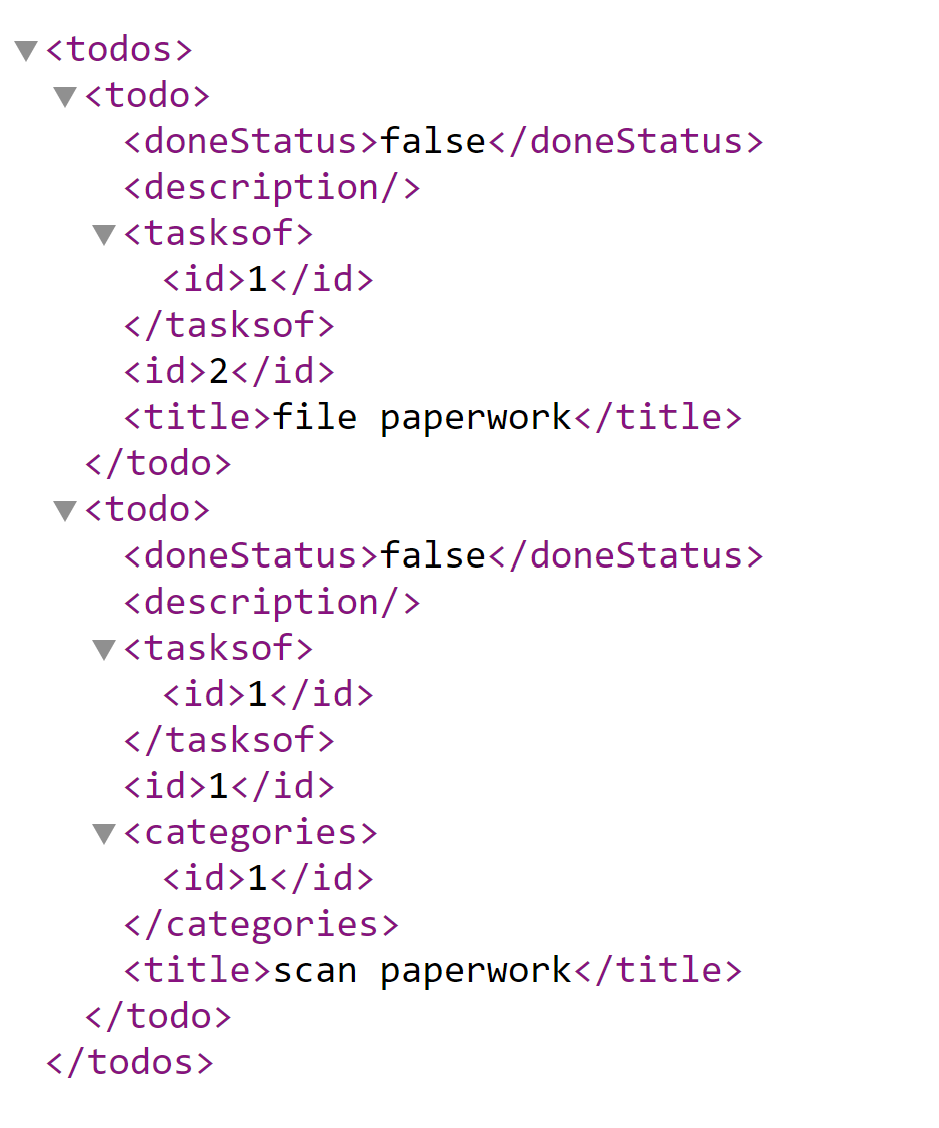 <todos>
<todo>
<doneStatus>false</doneStatus>
<description/>
<tasksof>
<id>1</id>
</tasksof>
<id>2</id>
<title>file paperwork</title>
</todo>
<todo>
<doneStatus>false</doneStatus>
<description/>
<tasksof>
<id>1</id>
</tasksof>
<id>1</id>
<categories>
<id>1</id>
</categories>
<title>scan paperwork</title>
</todo>
</todos>